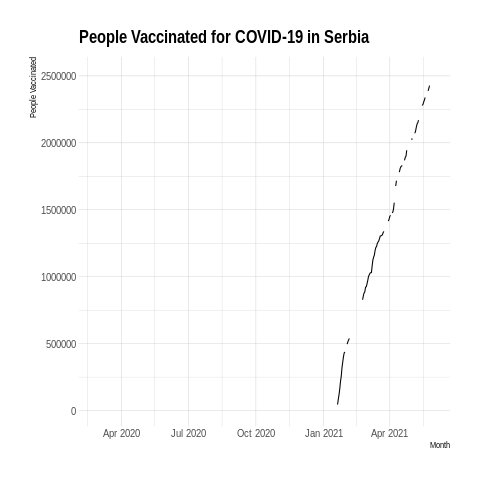 People Vaccinated for COVID-19 in Serbia
People Vaccinated
2500000
2000000
1500000
1000000
500000
0
Apr 2020 Jul 2020 Oct 2020 Jan 2021 Apr 2021
Month